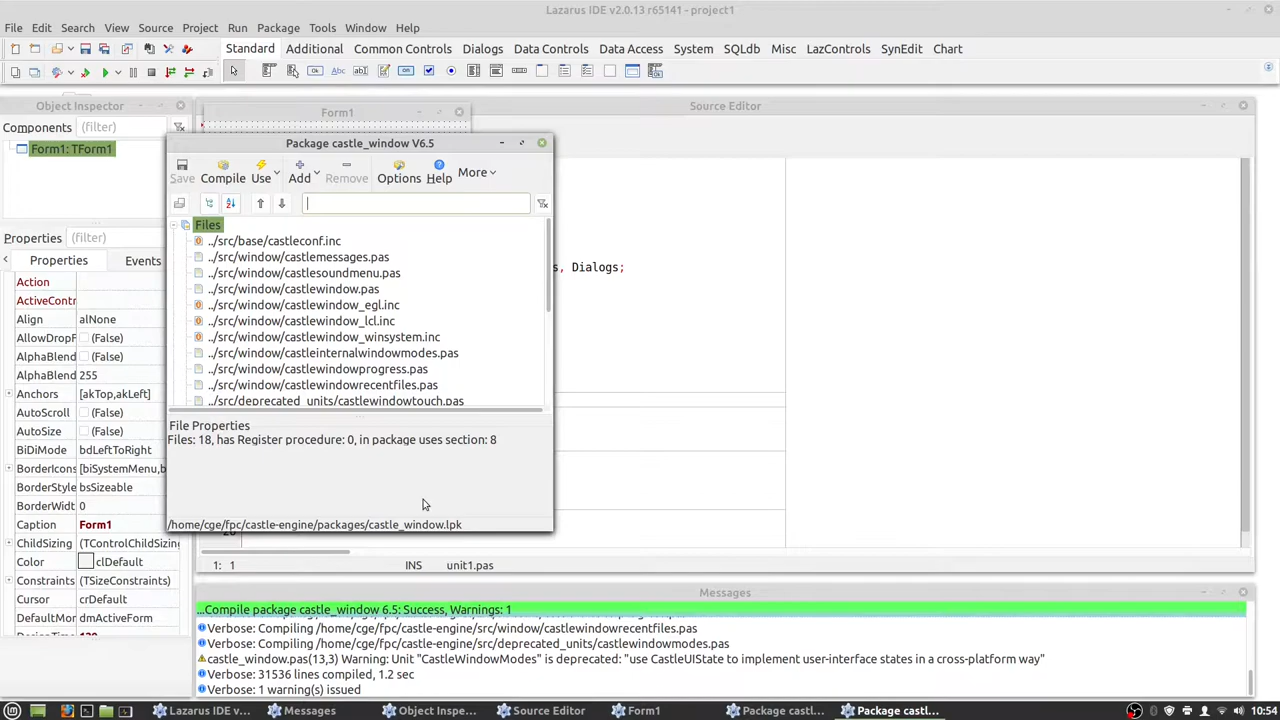 Lazarus IDE v2.0.13 r65141 - project1
File Edit Search View Source Project Run Package Tools Window Help
Standard Additional Common Controls Dialogs Data Controls Data Access System SQLdb Misc LazControls SynEdit Chart
Object Inspector
Components (filter)
Form1: TForm1
Properties (filter)
Properties Events
Action
ActiveContr
Align alNone
AllowDropF (False)
AlphaBlend (False)
AlphaBlend 255
Anchors [akTop,akLeft]
AutoScroll (False)
AutoSize (False)
BiDiMode bdLeftToRight
BorderIcons [biSystemMenu,b
BorderStyle bsSizeable
BorderWidt 0
Caption Form1
ChildSizing (TControlChildSizin
Color clDefault
Constraints (TSizeConstraints)
Cursor crDefault
DefaultMor dmActiveForm
Form1
Source Editor
s, Dialogs;
Package castle_window V6.5
Save Compile Use Add Remove Options Help More
Files
../src/base/castleconf.inc
../src/window/castlemessages.pas
../src/window/castlesoundmenu.pas
../src/window/castlewindow.pas
../src/window/castlewindow_egl.inc
../src/window/castlewindow_lcl.inc
../src/window/castlewindow_winsystem.inc
../src/window/castleinternalwindowmodes.pas
../src/window/castlewindowprogress.pas
../src/window/castlewindowrecentfiles.pas
../src/deprecated_units/castlewindowtouch.pas
File Properties
Files: 18, has Register procedure: 0, in package uses section: 8
/home/cge/fpc/castle-engine/packages/castle_window.lpk
1: 1 INS unit1.pas
Messages
...Compile package castle_window 6.5: Success, Warnings: 1
Verbose: Compiling /home/cge/fpc/castle-engine/src/window/castlewindowrecentfiles.pas
Verbose: Compiling /home/cge/fpc/castle-engine/src/deprecated_units/castlewindowmodes.pas
castle_window.pas(13,3) Warning: Unit "CastleWindowModes" is deprecated: "use CastleUIState to implement user-interface states in a cross-platform way"
Verbose: 31536 lines compiled, 1.2 sec
Verbose: 1 warning(s) issued
Lazarus IDE v... Messages Object Inspe... Source Editor Form1 Package castl... Package castl... 10:54